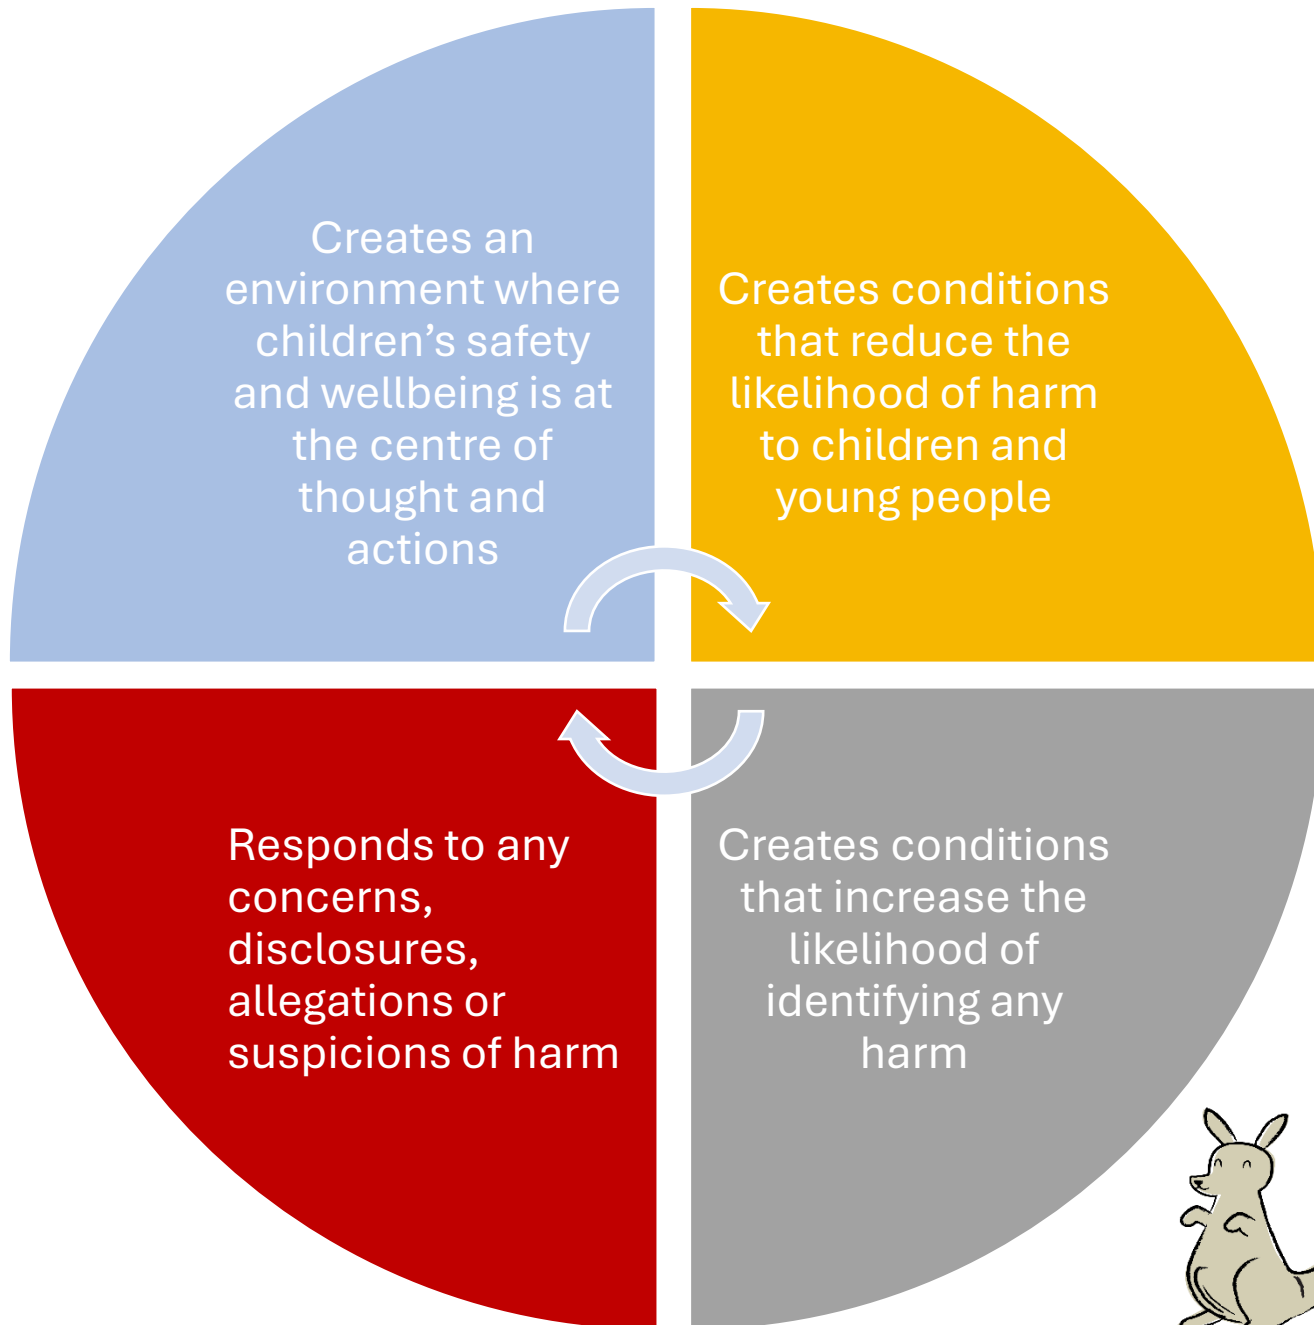 Creates an
environment where
children’s safety
and wellbeing is at
the centre of
thought and
actions
Creates conditions
that reduce the
likelihood of harm
to children and
young people
Responds to any
concerns,
disclosures,
allegations or
suspicions of harm
Creates conditions
that increase the
likelihood of
identifying any
harm